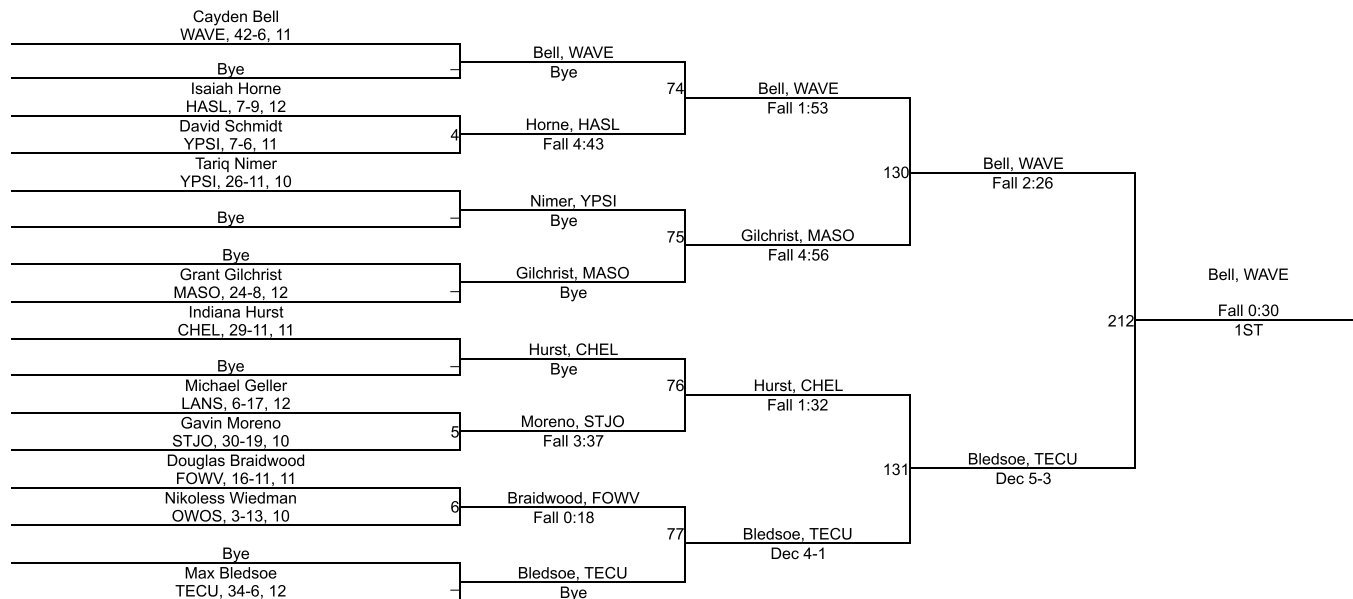 Cayden Bell
WAVE, 42-6, 11
Bye
Isaiah Horne
HASL, 7-9, 12
David Schmidt
YPSI, 7-6, 11
Tariq Nimer
YPSI, 26-11, 10
Bye
Bye
Grant Gilchrist
MASO, 24-8, 12
Indiana Hurst
CHEL, 29-11, 11
Bye
Michael Geller
LANS, 6-17, 12
Gavin Moreno
STJO, 30-19, 10
Douglas Braidwood
FOWV, 16-11, 11
Nikoless Wiedman
OWOS, 3-13, 10
Bye
Max Bledsoe
TECU, 34-6, 12
4
5
6
Bell, WAVE
Bye
Horne, HASL
Fall 4:43
Nimer, YPSI
Bye
Gilchrist, MASO
Bye
Hurst, CHEL
Bye
Moreno, STJO
Fall 3:37
Braidwood, FOWV
Fall 0:18
Bledsoe, TECU
Bye
74
75
76
77
Bell, WAVE
Fall 1:53
Gilchrist, MASO
Fall 4:56
Hurst, CHEL
Fall 1:32
Bledsoe, TECU
Dec 4-1
130
131
Bell, WAVE
Fall 2:26
Bledsoe, TECU
Dec 5-3
212
Bell, WAVE
Fall 0:30
1ST